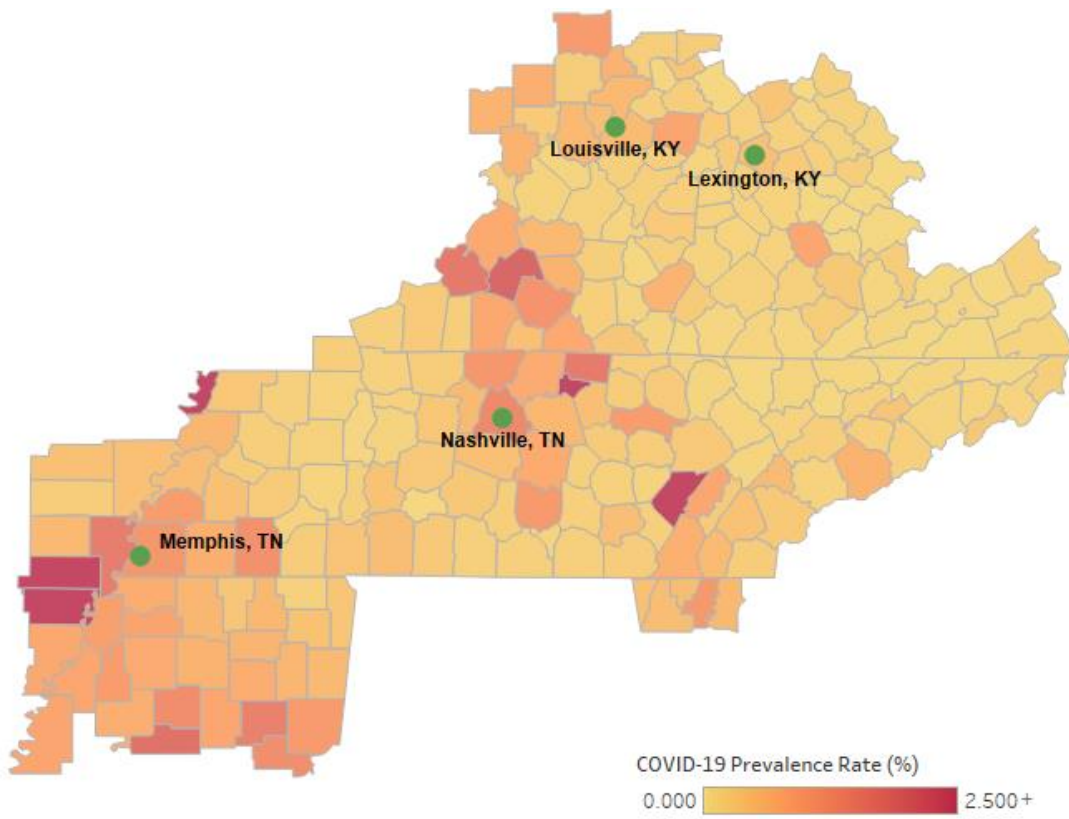 Louisville, KY
Lexington, KY
Nashville, TN
Memphis, TN
COVID-19 Prevalence Rate (%)
0.000 2.500+